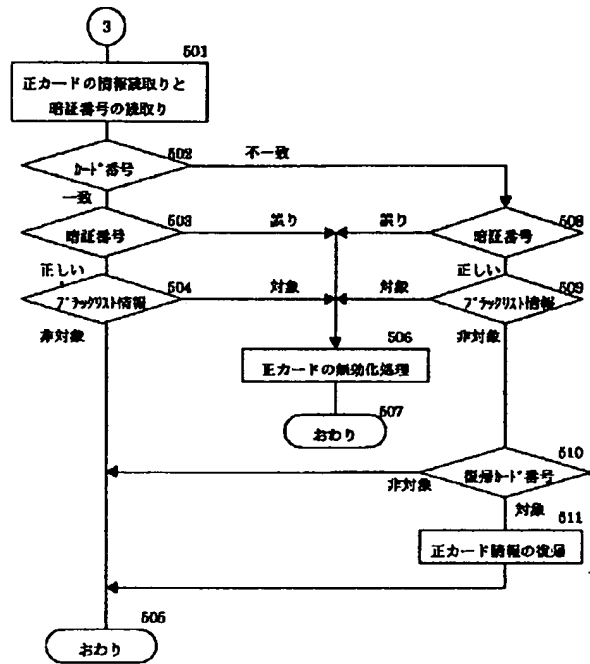 3
501
正カードの情報読取りと
暗証番号の読取り
502
カード番号
不一致
一致
503
暗証番号
誤り
誤り
508
暗証番号
正しい
正しい
504
ブラックリスト情報
対象
対象
509
ブラックリスト情報
非対象
非対象
506
正カードの無効化処理
507
おわり
510
復帰カード番号
非対象
対象
511
正カード情報の復帰
505
おわり